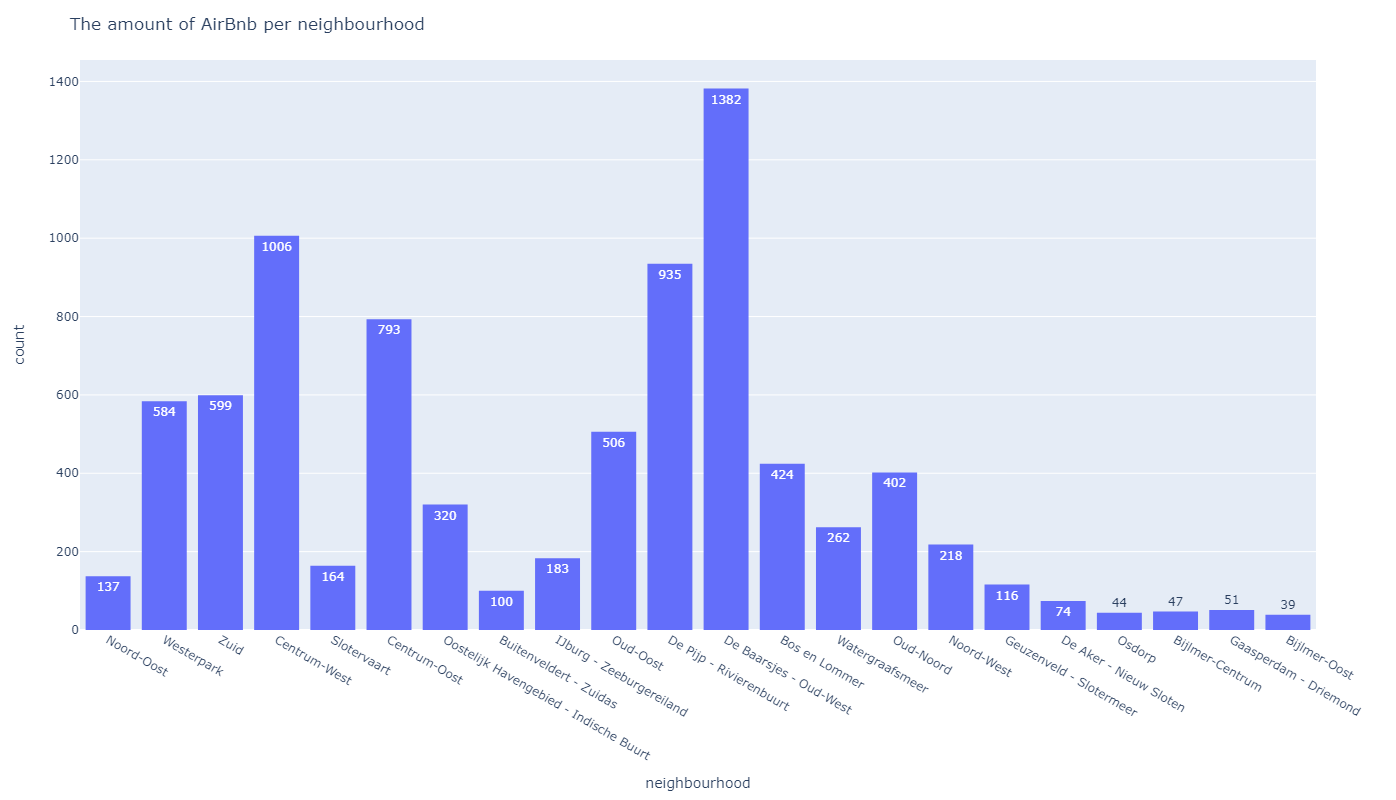 The amount of AirBnb per neighbourhood
count
1400
1200
1000
800
600
400
200
0
137
584
599
1006
164
793
320
100
183
506
935
1382
424
262
402
218
116
74
44
47
51
39
Noord-Oost
Westerpark
Zuid
Centrum-West
Slotervaart
Centrum-Oost
Oostelijk Havengebied - Indische Buurt
Buitenveldert - Zuidas
IJburg - Zeeburgereiland
Oud-Oost
De Pijp - Rivierenbuurt
De Baarsjes - Oud-West
Bos en Lommer
Watergraafsmeer
Oud-Noord
Noord-West
Geuzenveld - Slotermeer
De Aker - Nieuw Sloten
Osdorp
Bijlmer-Centrum
Gaasperdam - Driemond
Bijlmer-Oost
neighbourhood